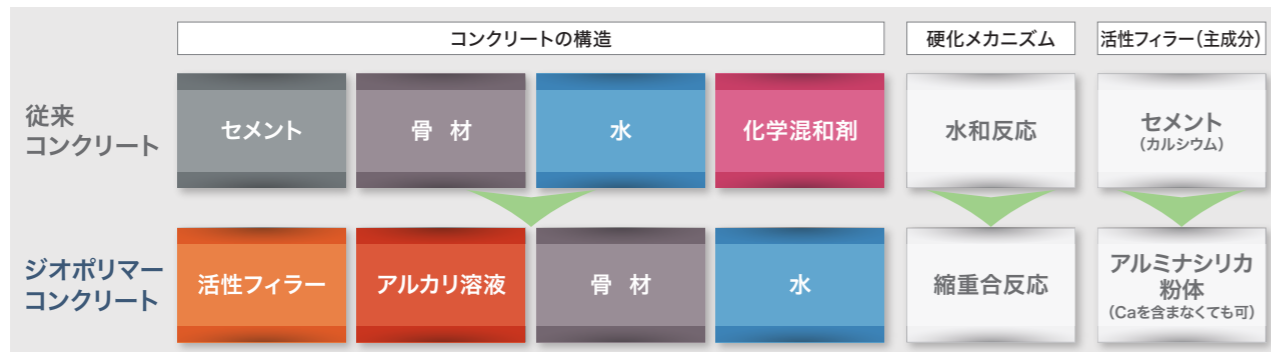 コンクリートの構造
硬化メカニズム
活性フィラー(主成分)
従来
コンクリート
セメント
骨 材
水
化学混和剤
水和反応
セメント
(カルシウム)
ジオポリマー
コンクリート
活性フィラー
アルカリ溶液
骨 材
水
縮重合反応
アルミナシリカ
粉体
(Caを含まなくても可)